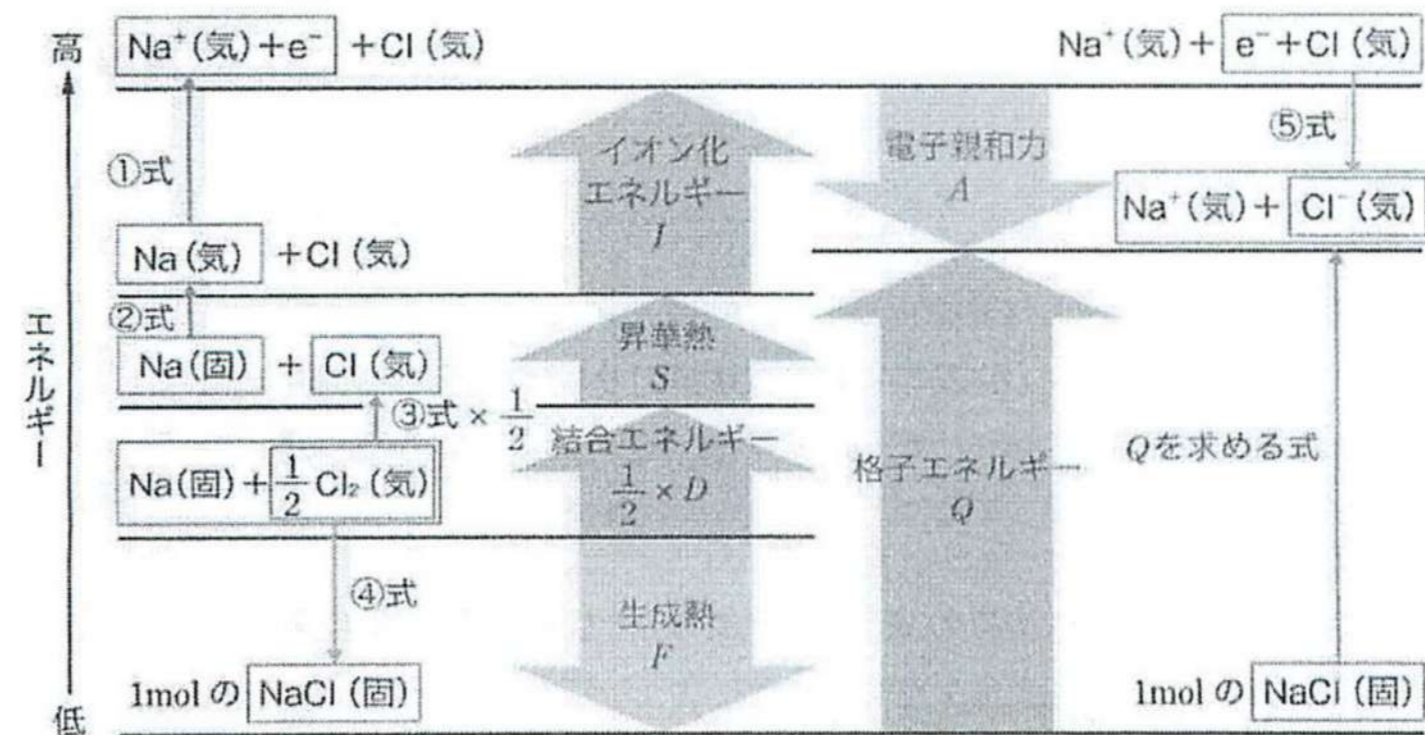 高
Na⁺(気)+e⁻ +Cl(気)
Na⁺(気)+ e⁻+Cl(気)
①式
イオン化
エネルギー
I
電子親和力
A
⑤式
Na⁺(気)+ Cl⁻(気)
Na(気) +Cl(気)
②式
昇華熱
S
Na(固) + Cl(気)
③式× 1/2
エネルギー
結合エネルギー
1/2 × D
Na(固)+ 1/2 Cl₂(気)
格子エネルギー
Q
Qを求める式
④式
生成熱
F
1molの NaCl(固)
1molの NaCl(固)
低